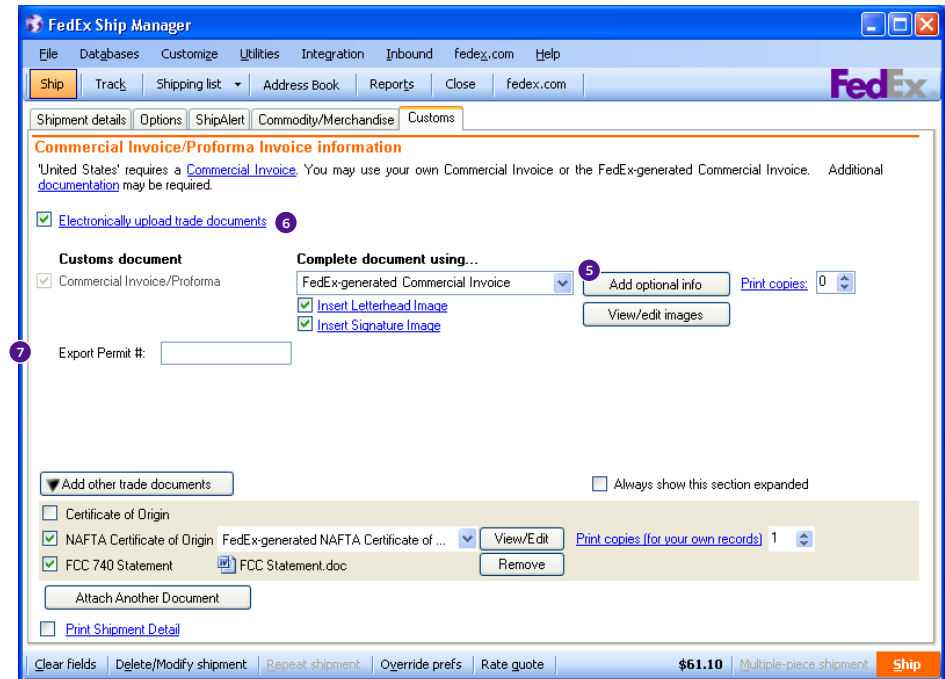 FedEx Ship Manager
File Databases Customize Utilities Integration Inbound fedex.com Help
Ship Track Shipping list Address Book Reports Close fedex.com FedEx
Shipment details Options ShipAlert Commodity/Merchandise Customs
Commercial Invoice/Proforma Invoice information
'United States' requires a Commercial Invoice. You may use your own Commercial Invoice or the FedEx-generated Commercial Invoice. Additional
documentation may be required.
Electronically upload trade documents 6
Customs document Complete document using...
5
Commercial Invoice/Proforma FedEx-generated Commercial Invoice Add optional info Print copies: 0
Insert Letterhead Image
View/edit images
Insert Signature Image
7 Export Permit #:
Add other trade documents Always show this section expanded
Certificate of Origin
NAFTA Certificate of Origin FedEx-generated NAFTA Certificate of ... View/Edit Print copies (for your own records) 1
FCC 740 Statement FCC Statement.doc Remove
Attach Another Document
Print Shipment Detail
Clear fields Delete/Modify shipment Repeat shipment Override prefs Rate quote $61.10 Multiple-piece shipment Ship